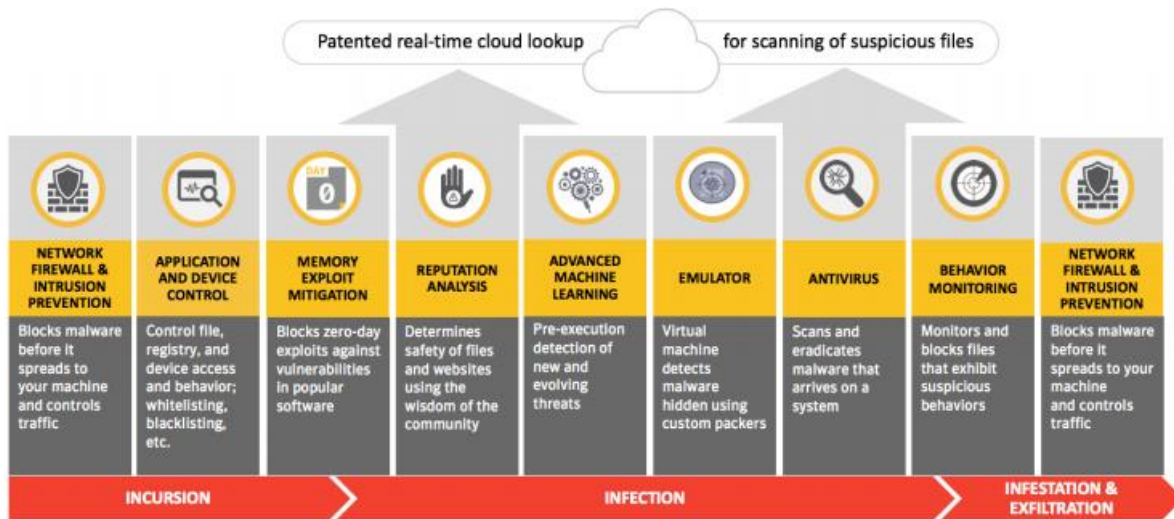 Patented real-time cloud lookup
for scanning of suspicious files
DAY
0
NETWORK
FIREWALL &
INTRUSION
PREVENTION
Blocks malware
before it
spreads to
your machine
and controls
traffic
APPLICATION
AND DEVICE
CONTROL
Control file,
registry, and
device access
and behavior;
whitelisting,
blacklisting,
etc.
MEMORY
EXPLOIT
MITIGATION
Blocks zero-day
exploits against
vulnerabilities
in popular
software
REPUTATION
ANALYSIS
Determines
safety of files
and websites
using the
wisdom of the
community
ADVANCED
MACHINE
LEARNING
Pre-execution
detection of
new and
evolving
threats
EMULATOR
Virtual
machine
detects
malware
hidden using
custom packers
ANTIVIRUS
Scans and
eradicates
malware that
arrives on a
system
BEHAVIOR
MONITORING
Monitors and
blocks files
that exhibit
suspicious
behaviors
NETWORK
FIREWALL &
INTRUSION
PREVENTION
Blocks malware
before it
spreads to your
machine
and controls
traffic
INCURSION
INFECTION
INFESTATION &
EXFILTRATION